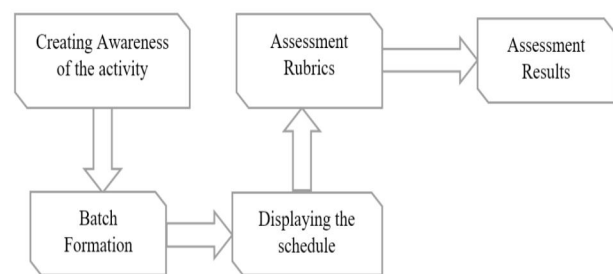 Creating Awareness
of the activity
Batch
Formation
Displaying the
schedule
Assessment
Rubrics
Assessment
Results